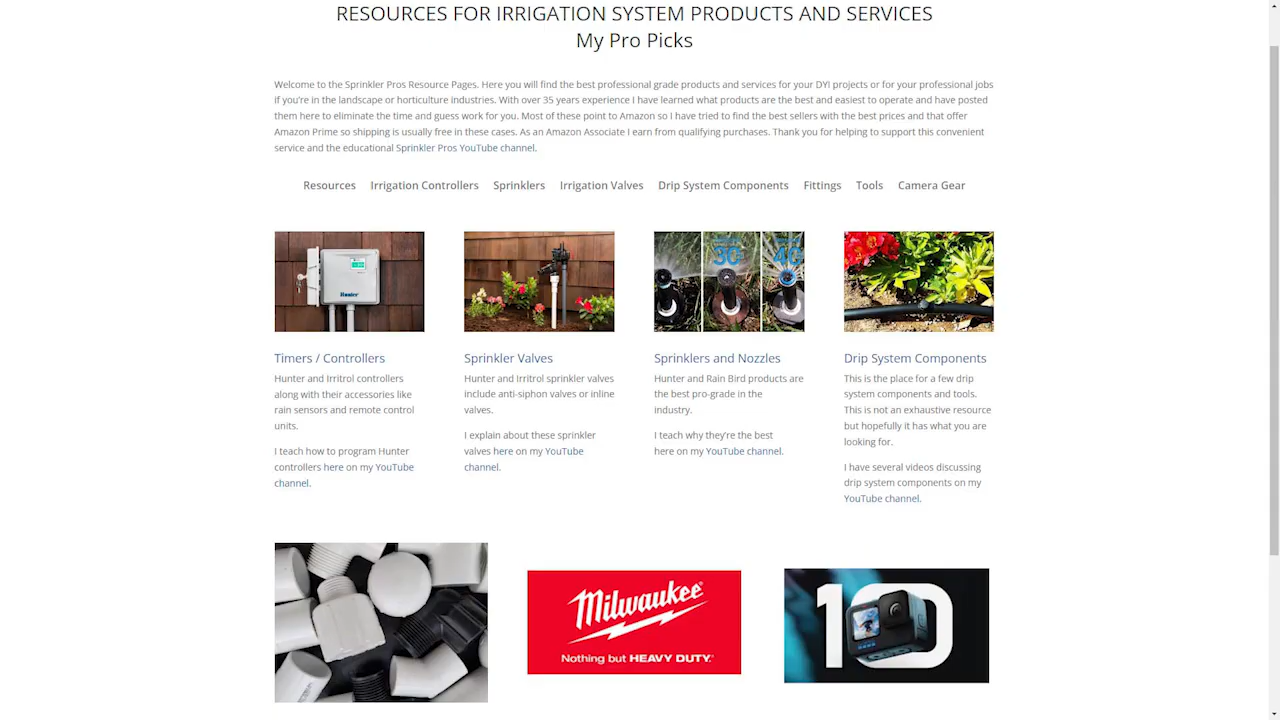 RESOURCES FOR IRRIGATION SYSTEM PRODUCTS AND SERVICES
My Pro Picks
Welcome to the Sprinkler Pros Resource Pages. Here you will find the best professional grade products and services for your DYI projects or for your professional jobs
if you're in the landscape or horticulture industries. With over 35 years experience I have learned what products are the best and easiest to operate and have posted
them here to eliminate the time and guess work for you. Most of these point to Amazon so I have tried to find the best sellers with the best prices and that offer
Amazon Prime so shipping is usually free in these cases. As an Amazon Associate I earn from qualifying purchases. Thank you for helping to support this convenient
service and the educational Sprinkler Pros YouTube channel.
Resources Irrigation Controllers Sprinklers Irrigation Valves Drip System Components Fittings Tools Camera Gear
Hunter
30
40
Timers / Controllers
Hunter and Irritrol controllers
along with their accessories like
rain sensors and remote control
units.
I teach how to program Hunter
controllers here on my YouTube
channel.
Sprinkler Valves
Hunter and Irritrol sprinkler valves
include anti-siphon valves or inline
valves.
I explain about these sprinkler
valves here on my YouTube
channel.
Sprinklers and Nozzles
Hunter and Rain Bird products are
the best pro-grade in the
industry.
I teach why they're the best
here on my YouTube channel.
Drip System Components
This is the place for a few drip
system components and tools.
This is not an exhaustive resource
but hopefully it has what you are
looking for.
I have several videos discussing
drip system components on my
YouTube channel.
Milwaukee
Nothing but HEAVY DUTY.
10